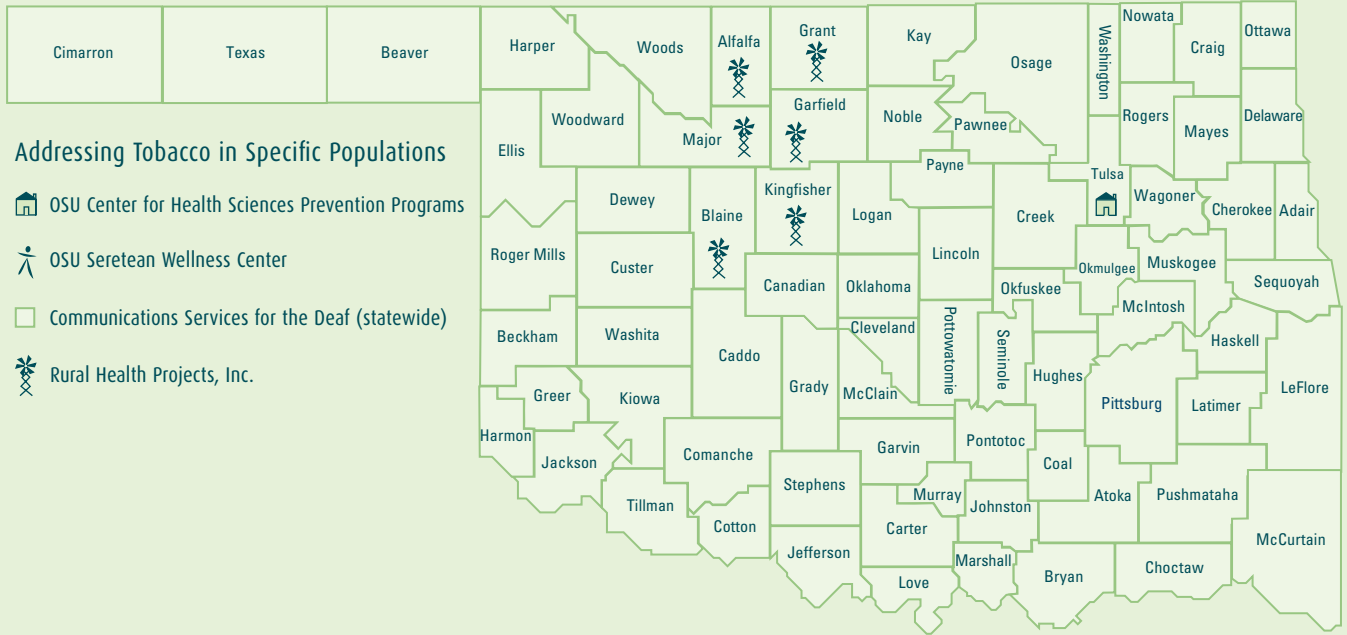 Cimarron
Texas
Beaver
Harper
Woods
Alfalfa
Grant
Kay
Osage
Washington
Nowata
Craig
Ottawa
Ellis
Woodward
Major
Garfield
Noble
Pawnee
Rogers
Mayes
Delaware
Addressing Tobacco in Specific Populations
OSU Center for Health Sciences Prevention Programs
OSU Seretean Wellness Center
Communications Services for the Deaf (statewide)
Rural Health Projects, Inc.
Dewey
Blaine
Kingfisher
Logan
Payne
Creek
Tulsa
Wagoner
Cherokee
Adair
Roger Mills
Custer
Canadian
Oklahoma
Lincoln
Okfuskee
Okmulgee
Muskogee
McIntosh
Sequoyah
Beckham
Washita
Caddo
Grady
Cleveland
McClain
Pottowatomie
Seminole
Hughes
Pittsburg
Haskell
Latimer
LeFlore
Harmon
Greer
Kiowa
Jackson
Comanche
Stephens
Garvin
Pontotoc
Coal
Tillman
Cotton
Jefferson
Murray
Carter
Johnston
Atoka
Pushmataha
McCurtain
Love
Marshall
Bryan
Choctaw